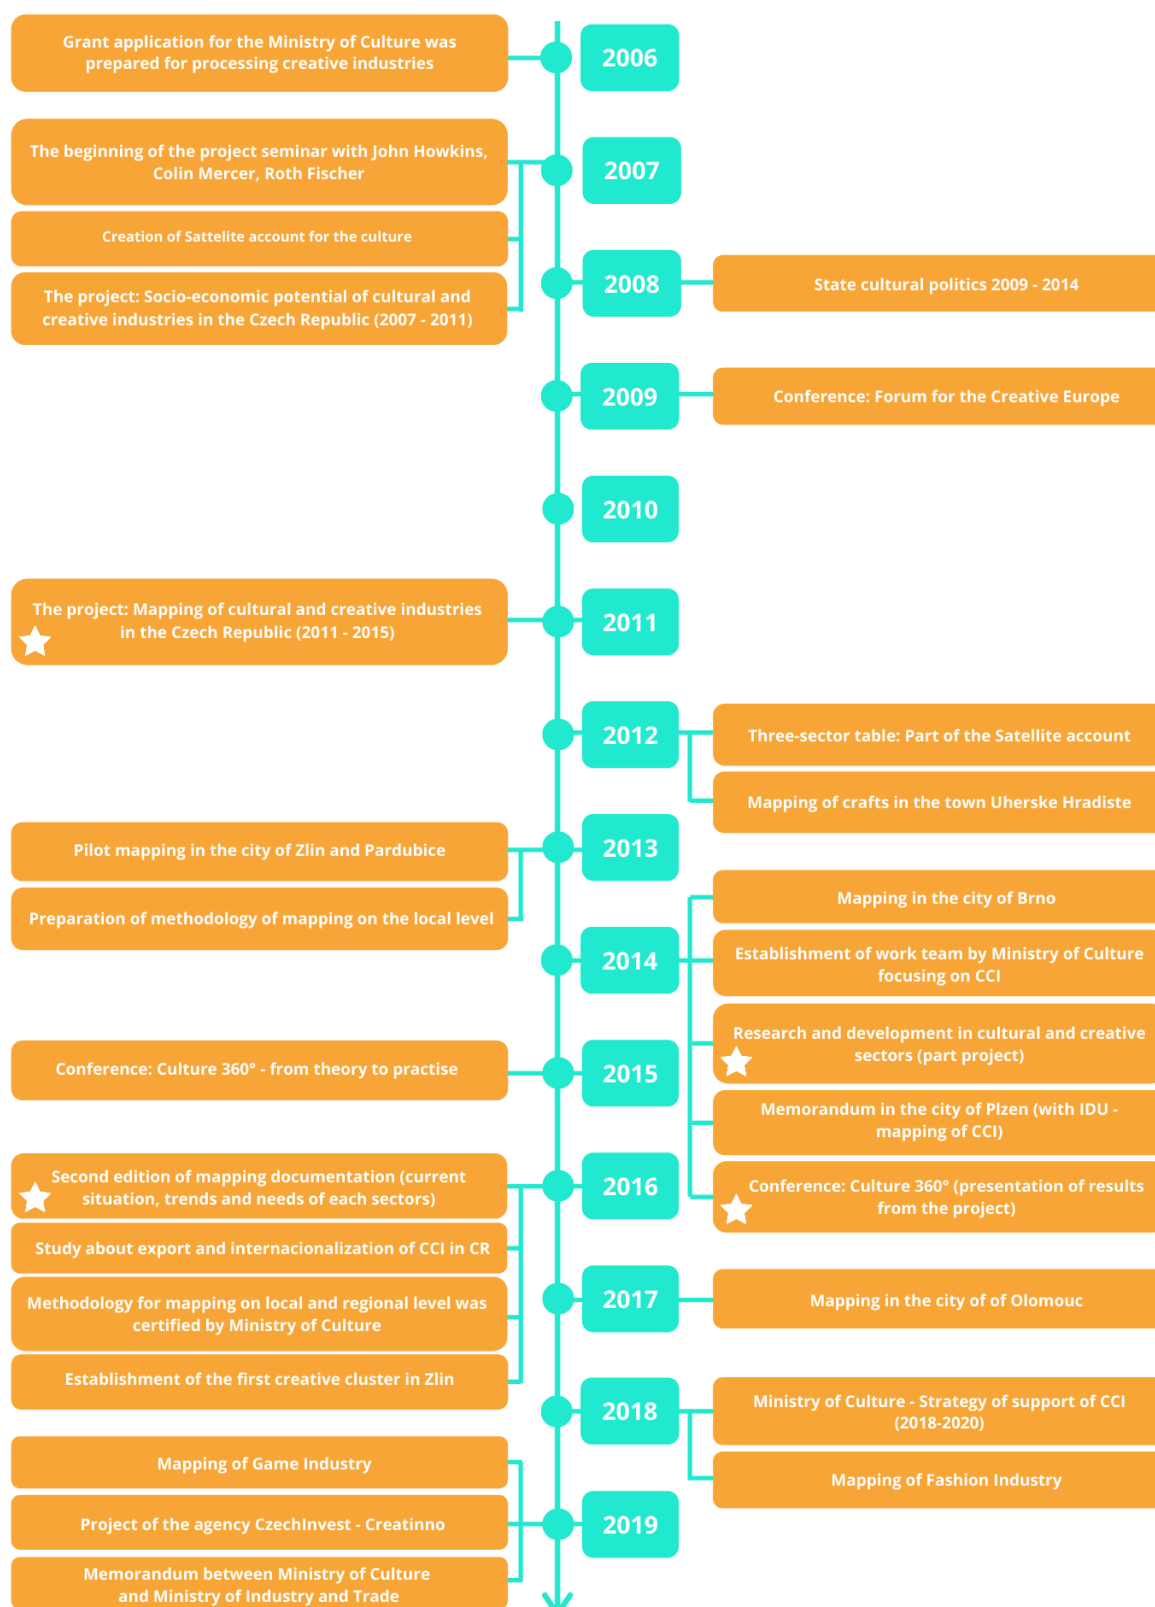 2006
Grant application for the Ministry of Culture was
prepared for processing creative industries
2007
The beginning of the project seminar with John Howkins,
Colin Mercer, Roth Fischer
Creation of Sattelite account for the culture
The project: Socio-economic potential of cultural and
creative industries in the Czech Republic (2007 - 2011)
2008
State cultural politics 2009 - 2014
2009
Conference: Forum for the Creative Europe
2010
2011
The project: Mapping of cultural and creative industries
in the Czech Republic (2011 - 2015)
2012
Three-sector table: Part of the Satellite account
Mapping of crafts in the town Uherske Hradiste
2013
Pilot mapping in the city of Zlin and Pardubice
Preparation of methodology of mapping on the local level
2014
Mapping in the city of Brno
Establishment of work team by Ministry of Culture
focusing on CCI
Research and development in cultural and creative
sectors (part project)
Memorandum in the city of Plzen (with IDU -
mapping of CCI)
Conference: Culture 360° (presentation of results
from the project)
2015
Conference: Culture 360° - from theory to practise
2016
Second edition of mapping documentation (current
situation, trends and needs of each sectors)
Study about export and internacionalization of CCI in CR
Methodology for mapping on local and regional level was
certified by Ministry of Culture
Establishment of the first creative cluster in Zlin
2017
Mapping in the city of of Olomouc
2018
Ministry of Culture - Strategy of support of CCI
(2018-2020)
Mapping of Fashion Industry
2019
Mapping of Game Industry
Project of the agency CzechInvest - Creatinno
Memorandum between Ministry of Culture
and Ministry of Industry and Trade